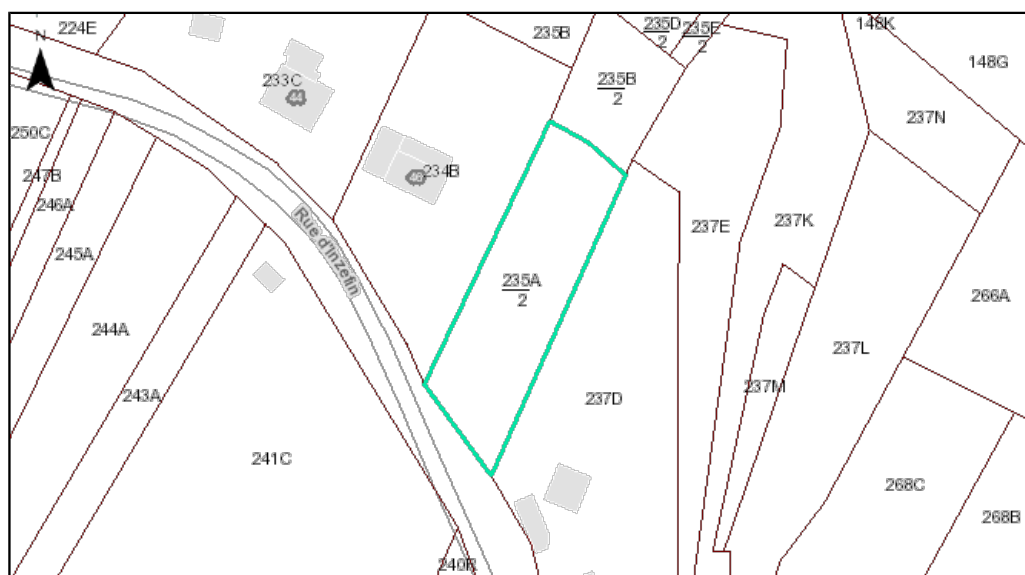 224E
235B
235D
2
235E
2
148K
148G
N
233C
44
235B
2
237N
250C
234B
46
247B
246A
237E
237K
245A
Rue d'Inzefin
235A
2
266A
244A
237L
237M
243A
237D
241C
268C
268B